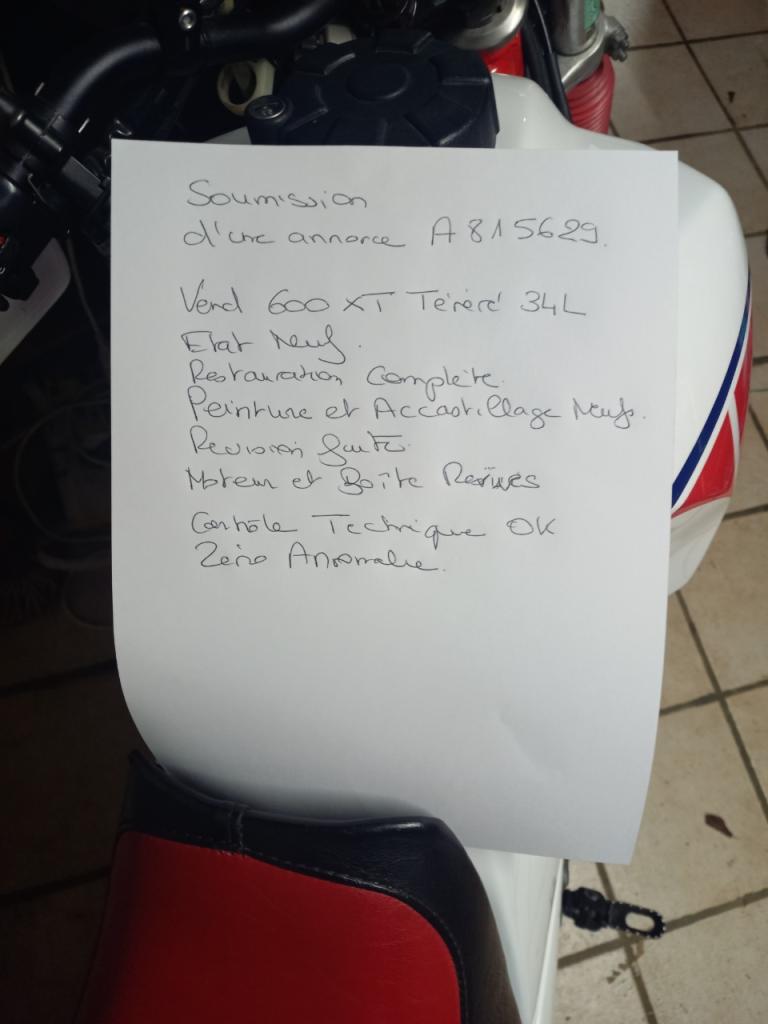 Soumission
d'une annonce A815629.
Vend 600 XT Ténéré 34L
Etat Neuf.
Restauration Complète.
Peinture et Accastillage Neufs.
Revision faite.
Moteur et Boîte Revues
Contrôle Technique OK
Zéro Anomalie.